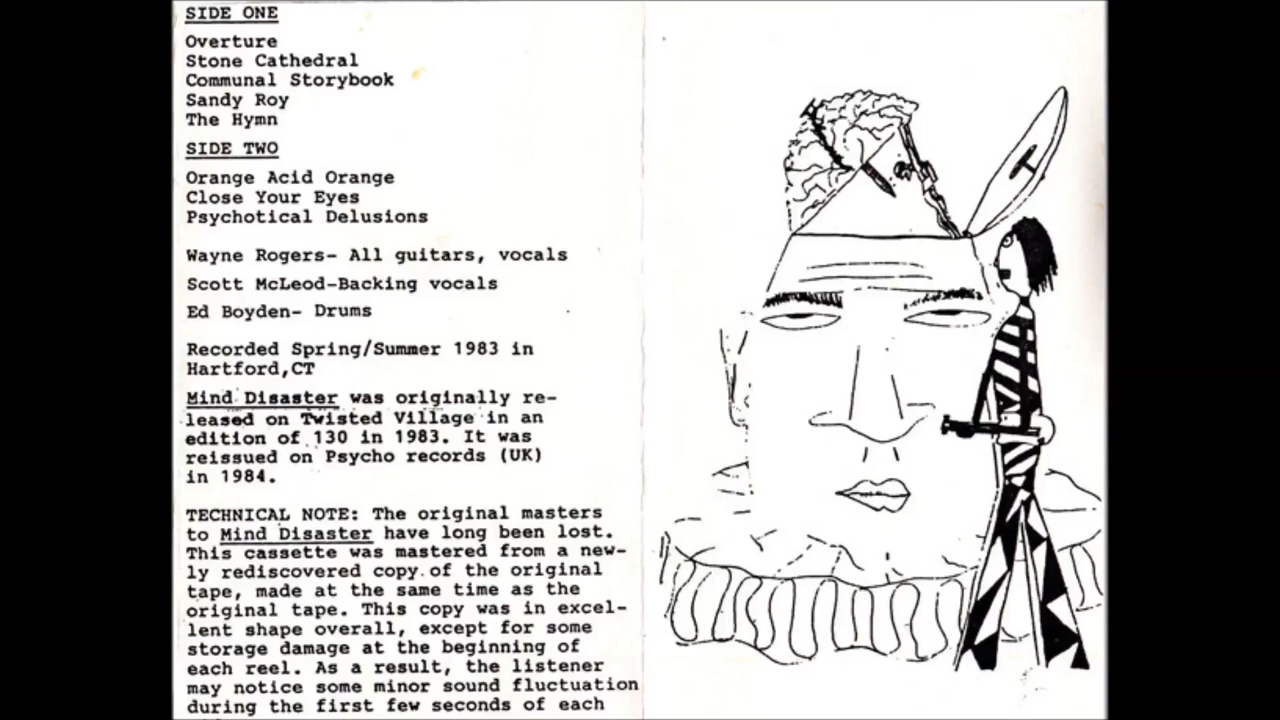 SIDE ONE
Overture
Stone Cathedral
Communal Storybook
Sandy Roy
The Hymn
SIDE TWO
Orange Acid Orange
Close Your Eyes
Psychotical Delusions
Wayne Rogers- All guitars, vocals
Scott McLeod-Backing vocals
Ed Boyden- Drums
Recorded Spring/Summer 1983 in
Hartford,CT
Mind Disaster was originally re-
leased on Twisted Village in an
edition of 130 in 1983. It was
reissued on Psycho records (UK)
in 1984.
TECHNICAL NOTE: The original masters
to Mind Disaster have long been lost.
This cassette was mastered from a new-
ly rediscovered copy of the original
tape, made at the same time as the
original tape. This copy was in excel-
lent shape overall, except for some
storage damage at the beginning of
each reel. As a result, the listener
may notice some minor sound fluctuation
during the first few seconds of each